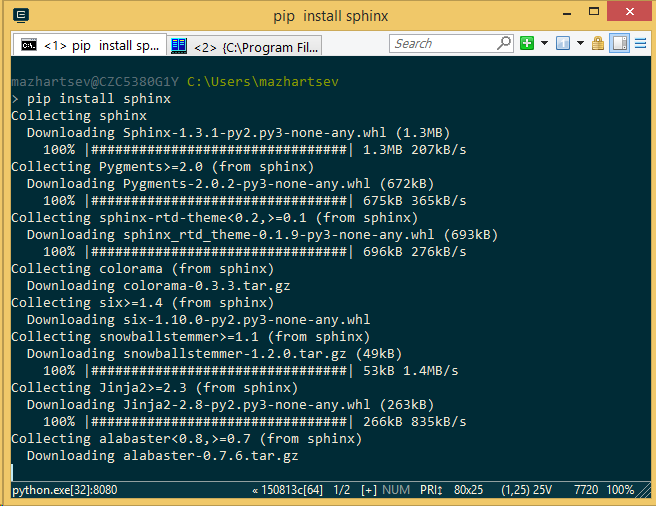 pip install sphinx
<1> pip install sp...
<2> {C:\Program Fil...
Search
mazhartsev@CZC5380G1Y C:\Users\mazhartsev
> pip install sphinx
Collecting sphinx
  Downloading Sphinx-1.3.1-py2.py3-none-any.whl (1.3MB)
    100% |################################| 1.3MB 207kB/s
Collecting Pygments>=2.0 (from sphinx)
  Downloading Pygments-2.0.2-py3-none-any.whl (672kB)
    100% |################################| 675kB 365kB/s
Collecting sphinx-rtd-theme<0.2,>=0.1 (from sphinx)
  Downloading sphinx_rtd_theme-0.1.9-py3-none-any.whl (693kB)
    100% |################################| 696kB 276kB/s
Collecting colorama (from sphinx)
  Downloading colorama-0.3.3.tar.gz
Collecting six>=1.4 (from sphinx)
  Downloading six-1.10.0-py2.py3-none-any.whl
Collecting snowballstemmer>=1.1 (from sphinx)
  Downloading snowballstemmer-1.2.0.tar.gz (49kB)
    100% |################################| 53kB 1.4MB/s
Collecting Jinja2>=2.3 (from sphinx)
  Downloading Jinja2-2.8-py2.py3-none-any.whl (263kB)
    100% |################################| 266kB 835kB/s
Collecting alabaster<0.8,>=0.7 (from sphinx)
  Downloading alabaster-0.7.6.tar.gz
python.exe[32]:8080 « 150813c[64] 1/2 [+] NUM PRI↕ 80x25 (1,25) 25V 7720 100%